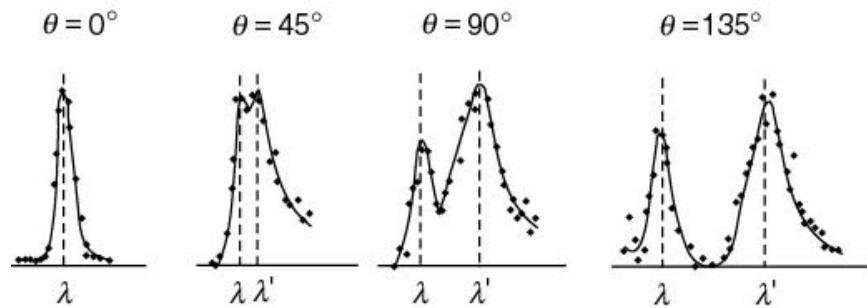 θ = 0° θ = 45° θ = 90° θ = 135°
λ λ λ' λ λ' λ λ'